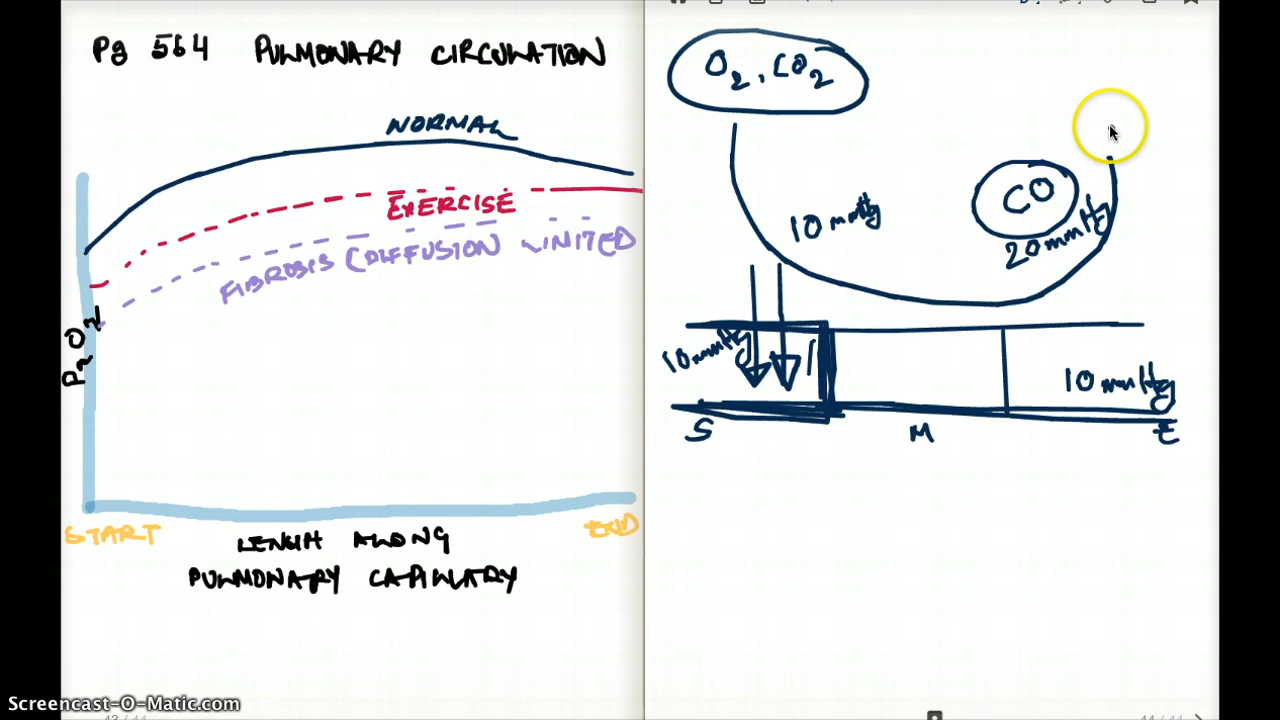 Pg 564 PULMONARY CIRCULATION
NORMAL
EXERCISE
FIBROSIS (DIFFUSION LIMITED
START
END
LENGTH ALONG
PULMONARY CAPILLARY
O2, CO2
CO
10 mmHg
20 mmHg
10 mmHg
10 mmHg
S M E
Screencast-O-Matic.com